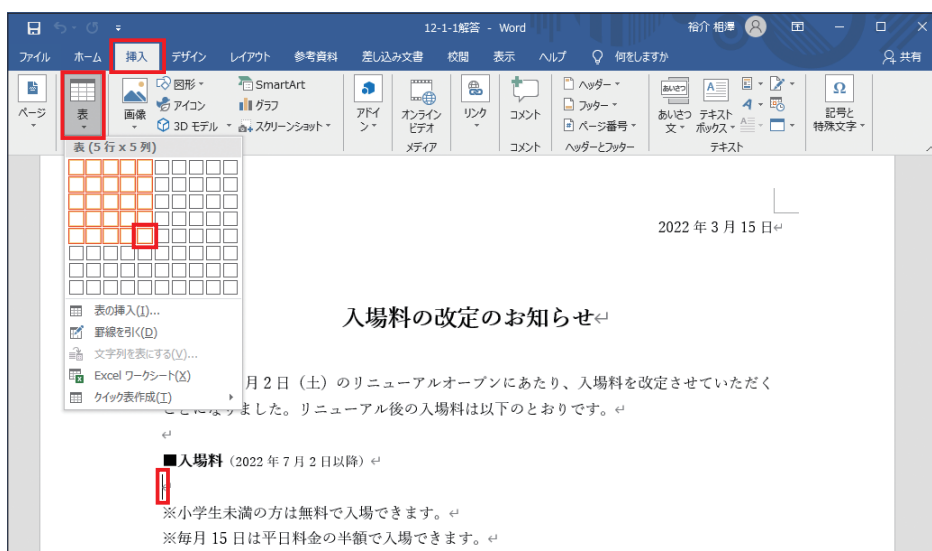 12-1-1解答 - Word
裕介 相澤
ファイル ホーム 挿入 デザイン レイアウト 参考資料 差し込み文書 校閲 表示 ヘルプ 何をしますか 共有
ページ
表
画像
図形
アイコン
3D モデル
SmartArt
グラフ
スクリーンショット
アドイン
オンライン ビデオ
メディア
リンク
コメント
コメント
ヘッダー
フッター
ページ番号
ヘッダーとフッター
あいさつ
あいさつ文
テキスト ボックス
テキスト
Ω
記号と特殊文字
表 (5 行 x 5 列)
表の挿入(I)...
罫線を引く(D)
文字列を表にする(V)...
Excel ワークシート(X)
クイック表作成(T)
2022 年 3 月 15 日↵
入場料の改定のお知らせ↵
月 2 日（土）のリニューアルオープンにあたり、入場料を改定させていただく
ことになりました。リニューアル後の入場料は以下のとおりです。↵
↵
■入場料（2022 年 7 月 2 日以降）↵
↵
※小学生未満の方は無料で入場できます。↵
※毎月 15 日は平日料金の半額で入場できます。↵